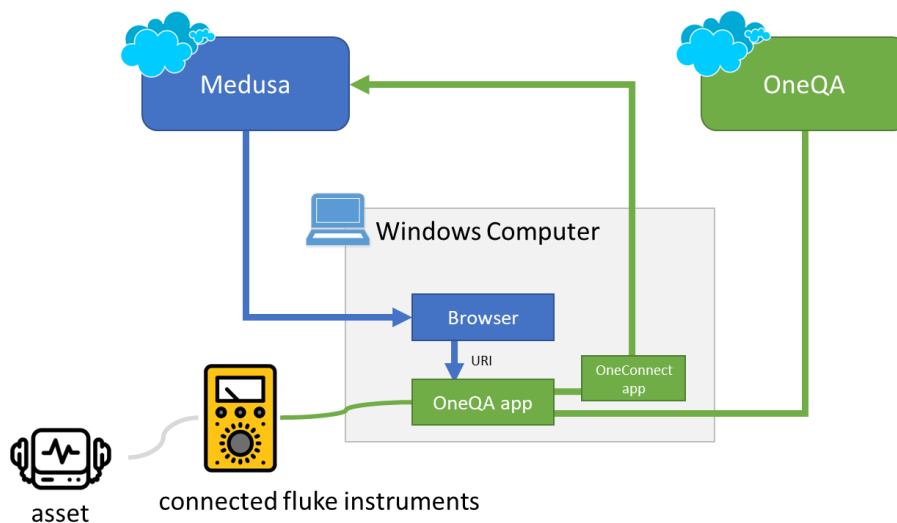 Medusa
OneQA
Windows Computer
Browser
URI
OneConnect
app
OneQA app
connected fluke instruments
asset